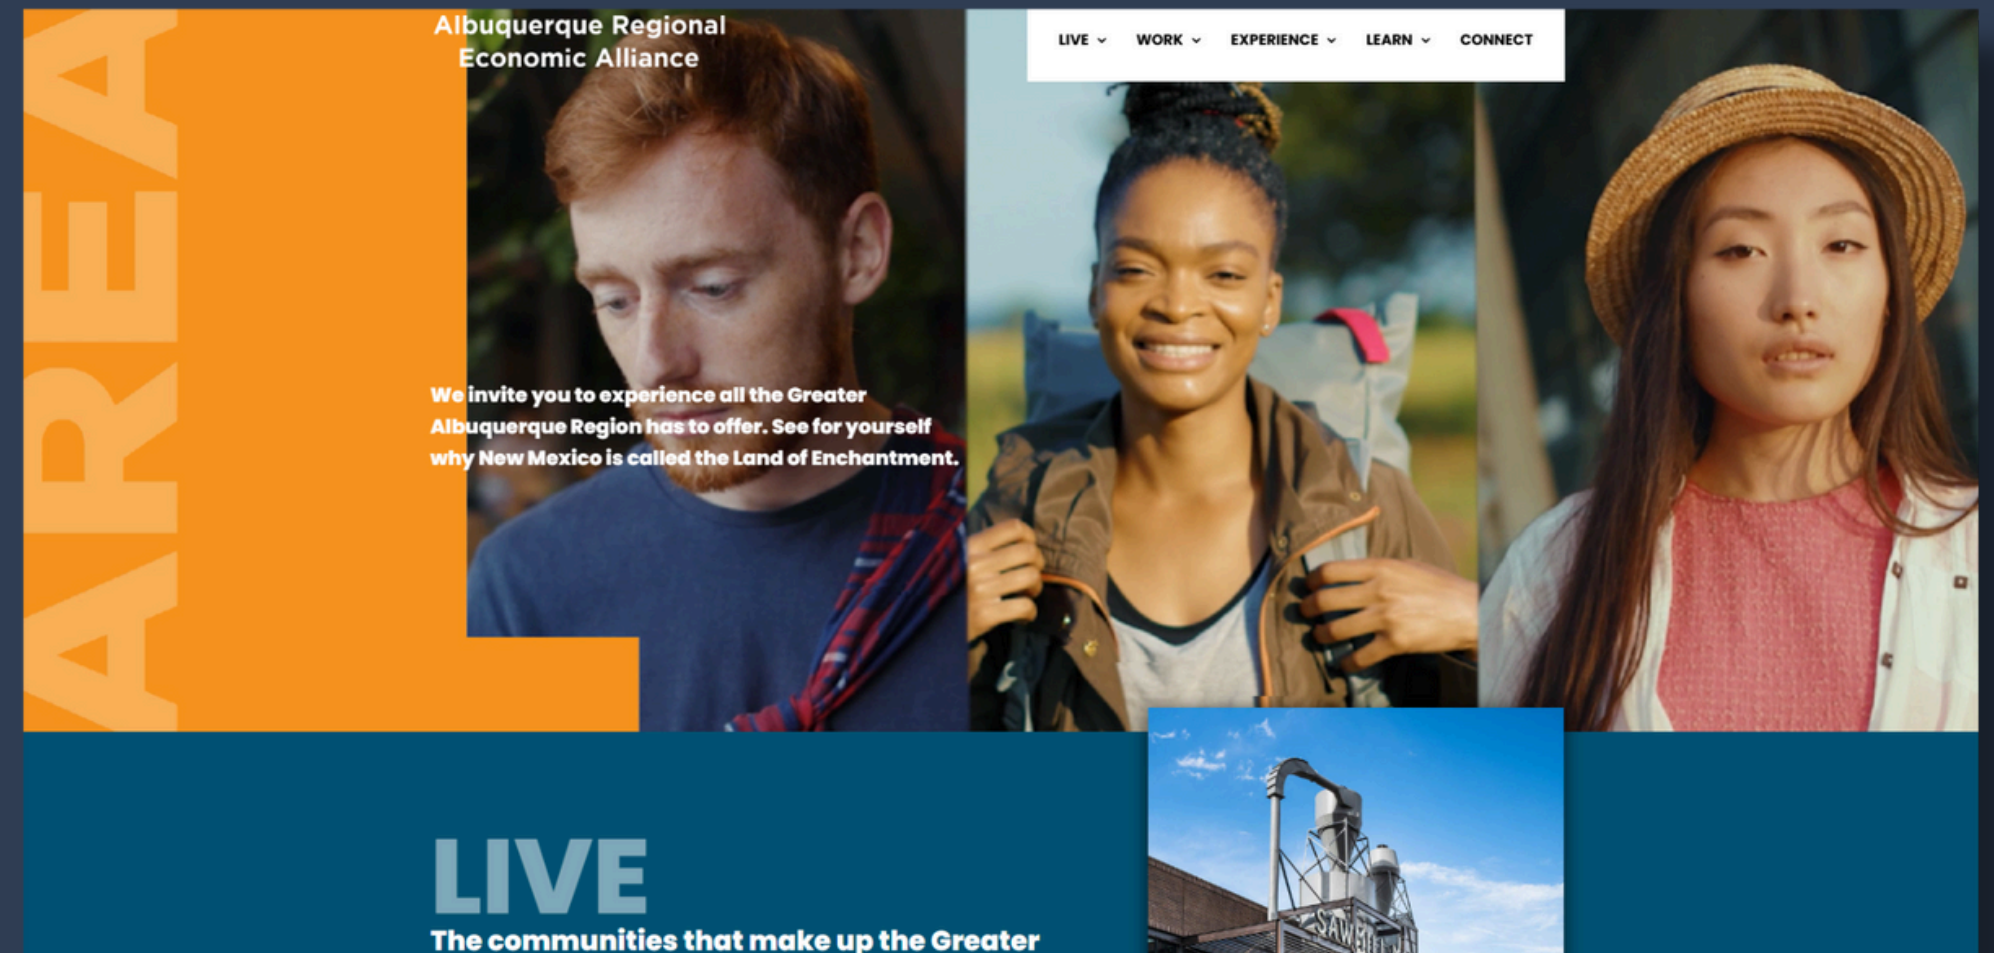 Albuquerque Regional
Economic Alliance
LIVE WORK EXPERIENCE LEARN CONNECT
AREA
We invite you to experience all the Greater
Albuquerque Region has to offer. See for yourself
why New Mexico is called the Land of Enchantment.
LIVE
The communities that make up the Greater